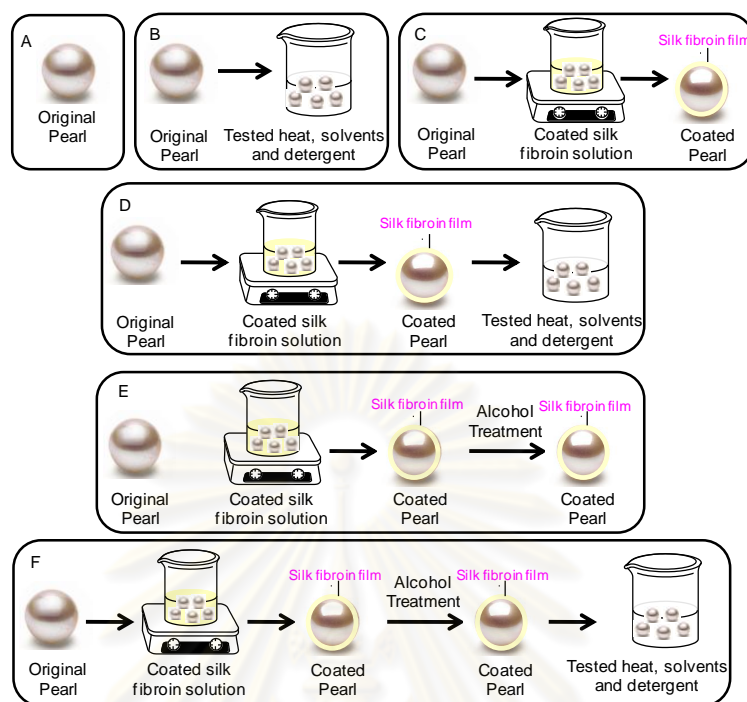 A
Original
Pearl
B
Original
Pearl
Tested heat, solvents
and detergent
C
Silk fibroin film
Original
Pearl
Coated silk
fibroin solution
Coated
Pearl
D
Silk fibroin film
Original
Pearl
Coated silk
fibroin solution
Coated
Pearl
Tested heat, solvents
and detergent
E
Silk fibroin film
Alcohol
Treatment
Silk fibroin film
Original
Pearl
Coated silk
fibroin solution
Coated
Pearl
Coated
Pearl
F
Silk fibroin film
Alcohol
Treatment
Silk fibroin film
Original
Pearl
Coated silk
fibroin solution
Coated
Pearl
Coated
Pearl
Tested heat, solvents
and detergent